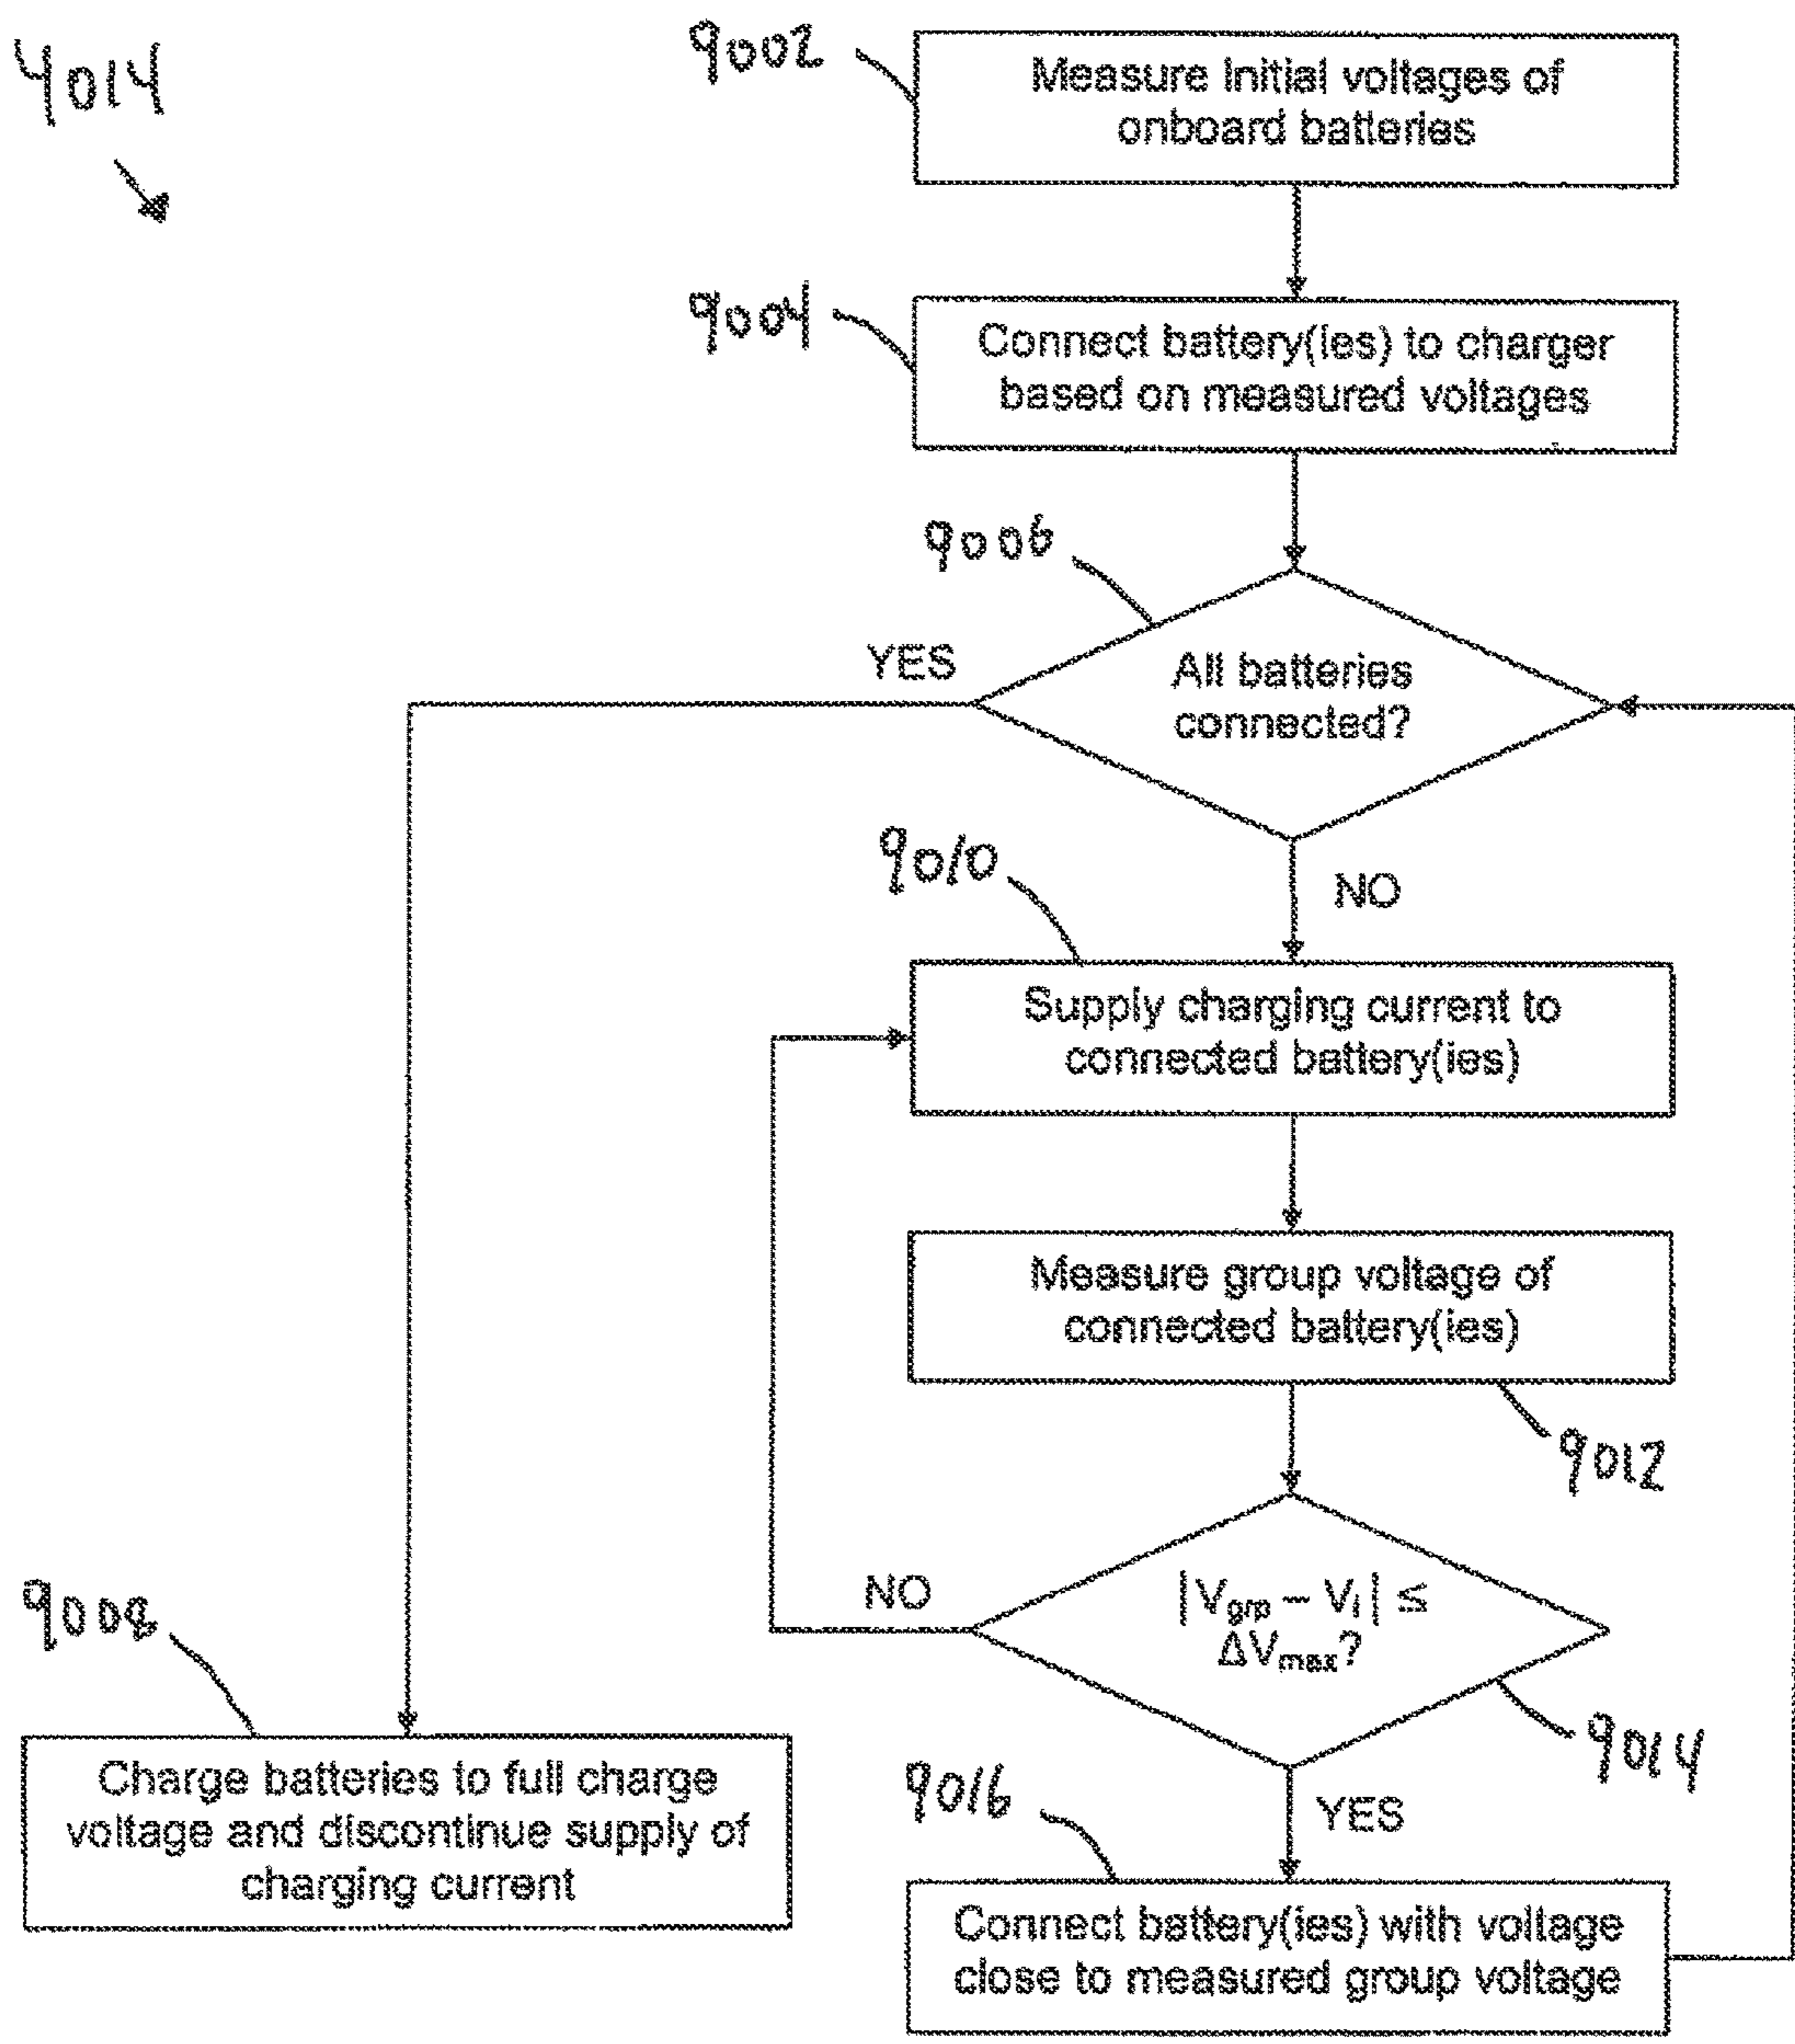 4014
9002
Measure initial voltages of
onboard batteries
9004
Connect battery(ies) to charger
based on measured voltages
9006
YES
All batteries
connected?
9010
NO
Supply charging current to
connected battery(ies)
Measure group voltage of
connected battery(ies)
9012
NO
|Vgrp – Vi| ≤
ΔVmax?
9014
9008
Charge batteries to full charge
voltage and discontinue supply of
charging current
9016
YES
Connect battery(ies) with voltage
close to measured group voltage